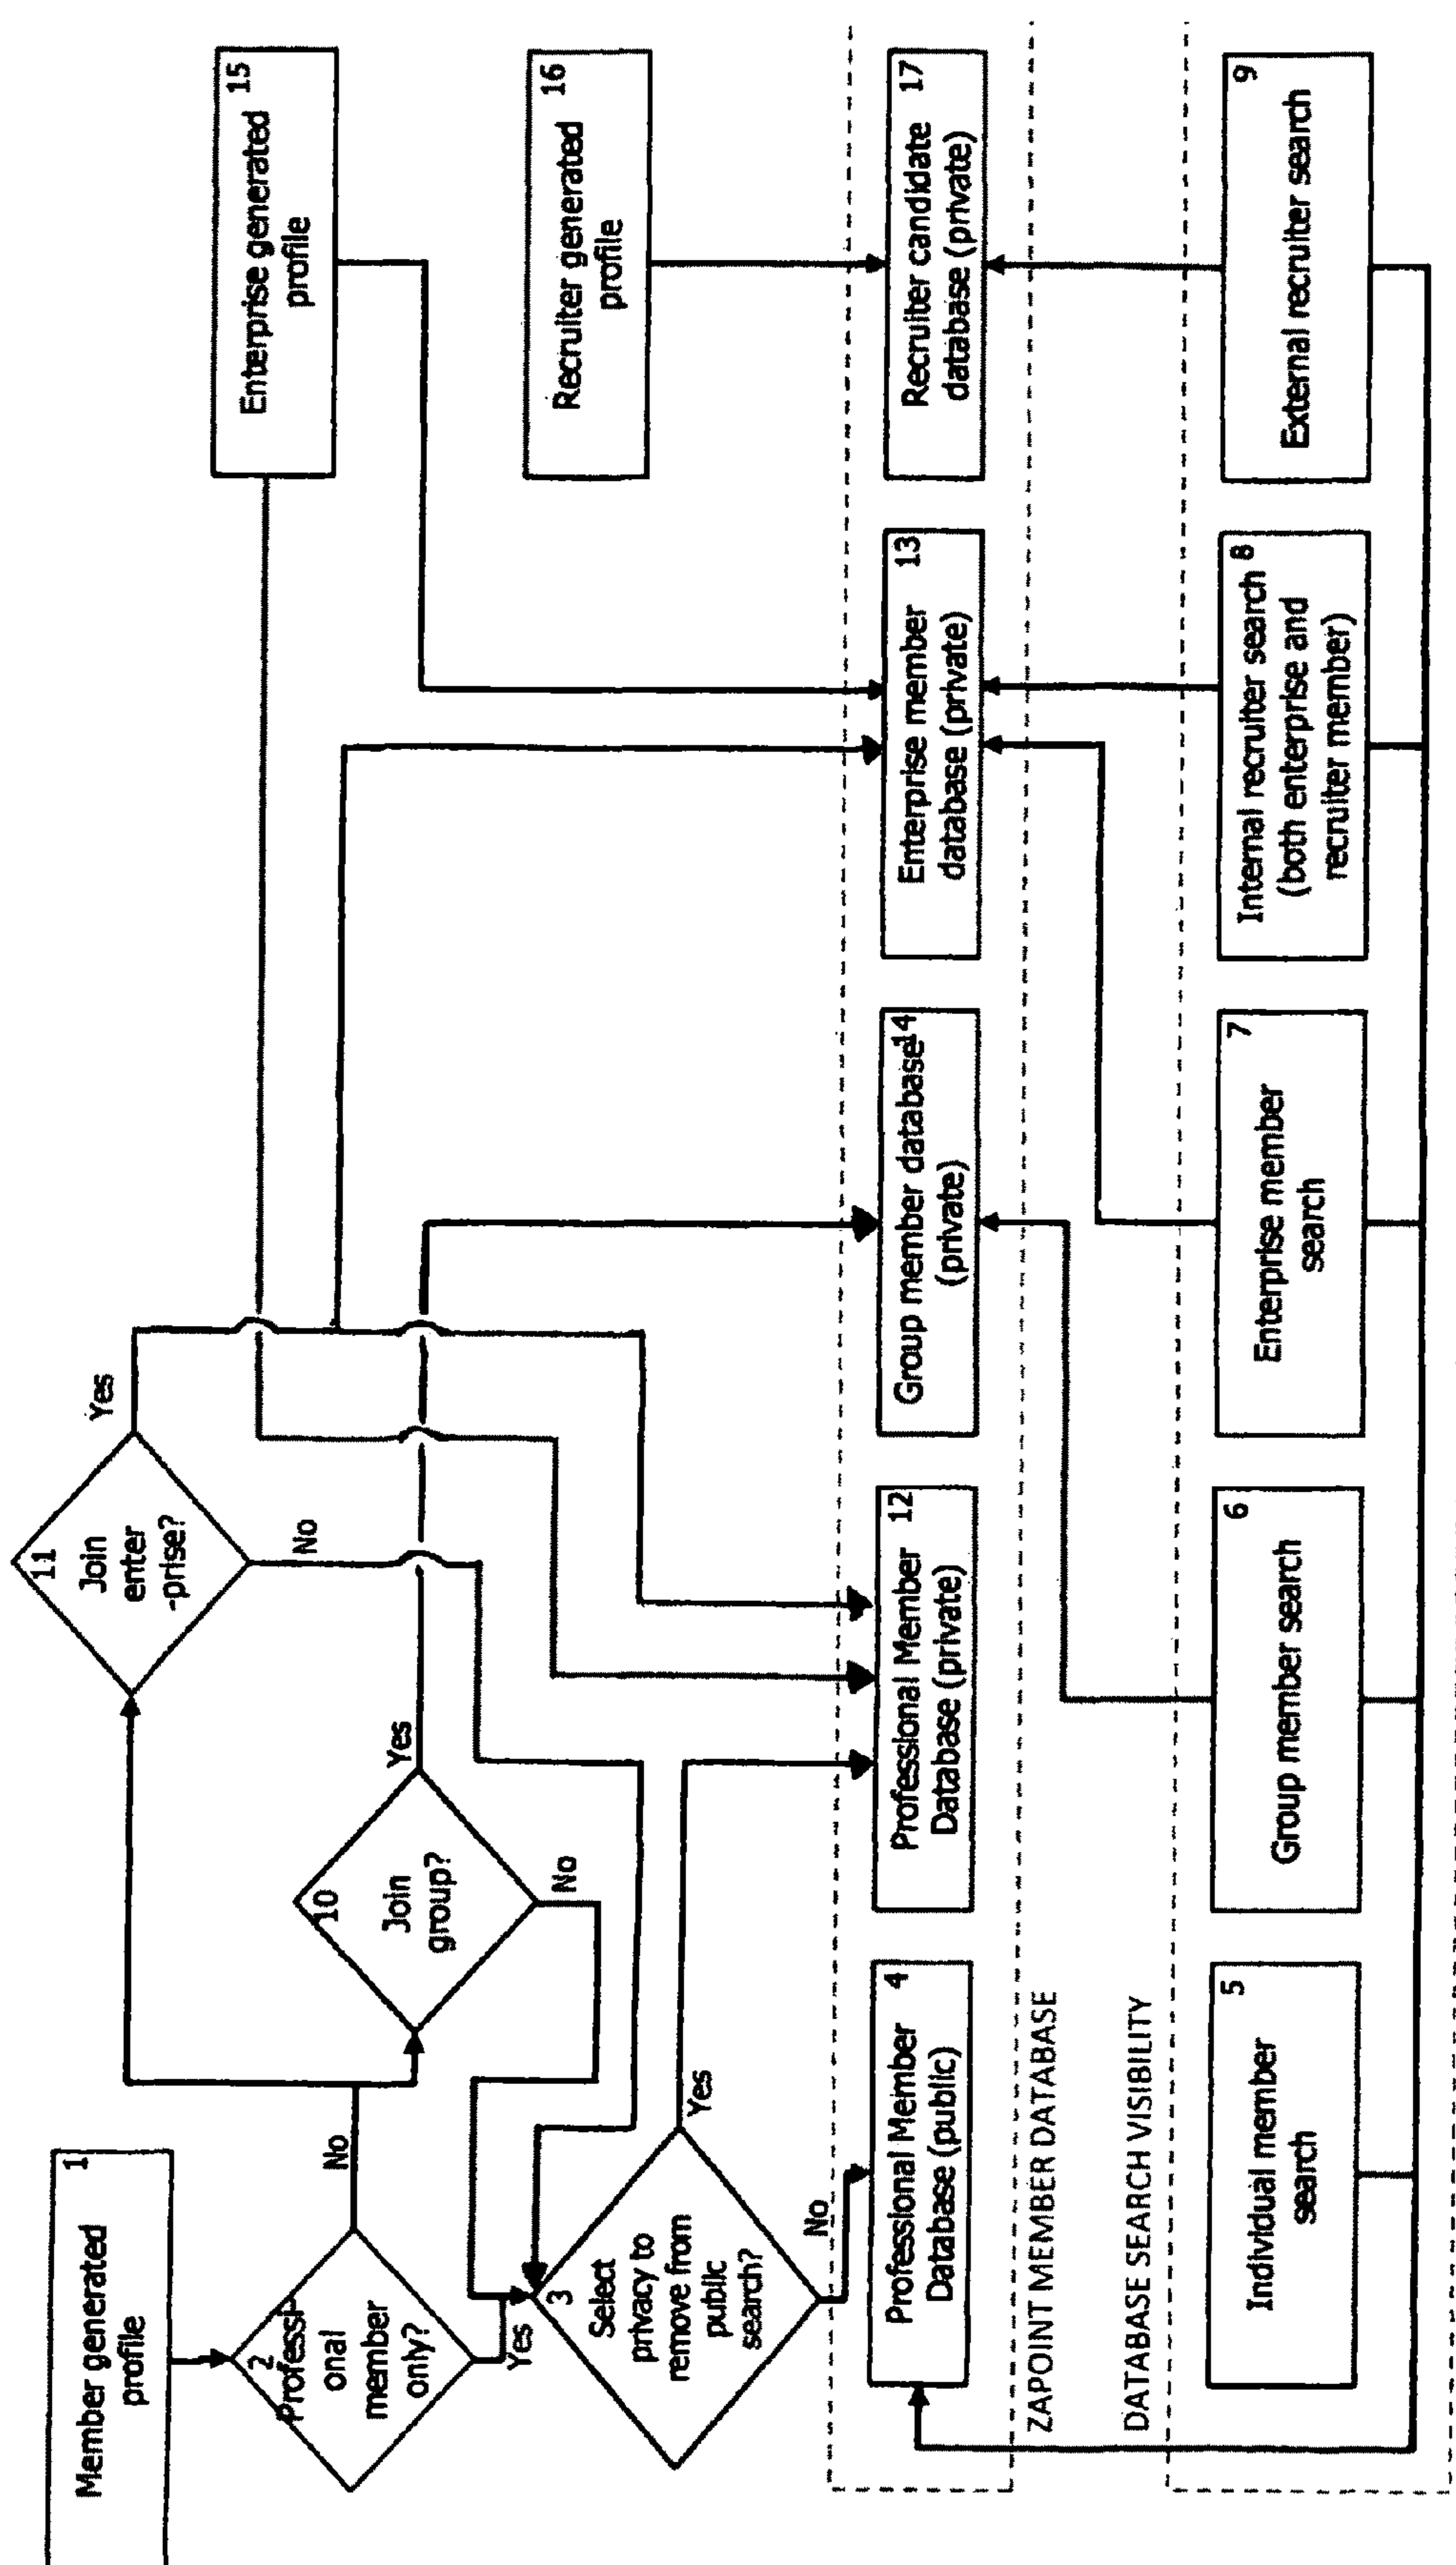 Member generated 1
profile
2
Professi-
onal
member
only?
No
Yes
11
Join
enter
-prise?
Yes
No
10
Join
group?
Yes
No
3
Select
privacy to
remove from
public
search?
Yes
No
Enterprise generated 15
profile
Recruiter generated 16
profile
Professional Member 4
Database (public)
Professional Member 12
Database (private)
Group member database 14
(private)
Enterprise member 13
database (private)
Recruiter candidate 17
database (private)
ZAPOINT MEMBER DATABASE
DATABASE SEARCH VISIBILITY
5
Individual member
search
6
Group member search
7
Enterprise member
search
Internal recruiter search 8
(both enterprise and
recruiter member)
9
External recruiter search